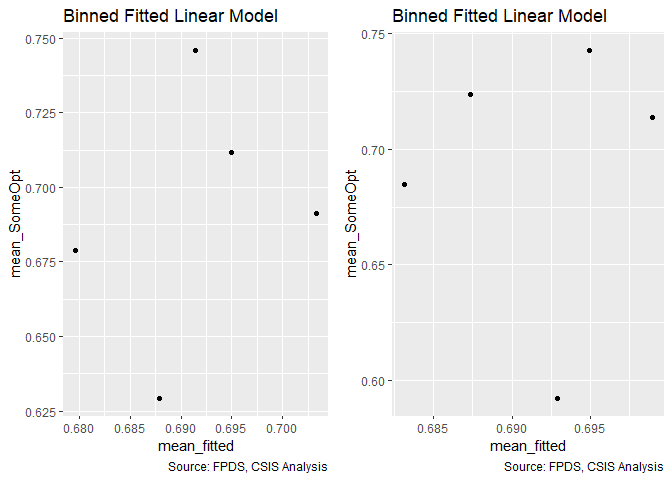 Binned Fitted Linear Model
mean_SomeOpt
0.750
0.725
0.700
0.675
0.650
0.625
0.680 0.685 0.690 0.695 0.700
mean_fitted
Source: FPDS, CSIS Analysis
Binned Fitted Linear Model
mean_SomeOpt
0.75
0.70
0.65
0.60
0.685 0.690 0.695
mean_fitted
Source: FPDS, CSIS Analysis